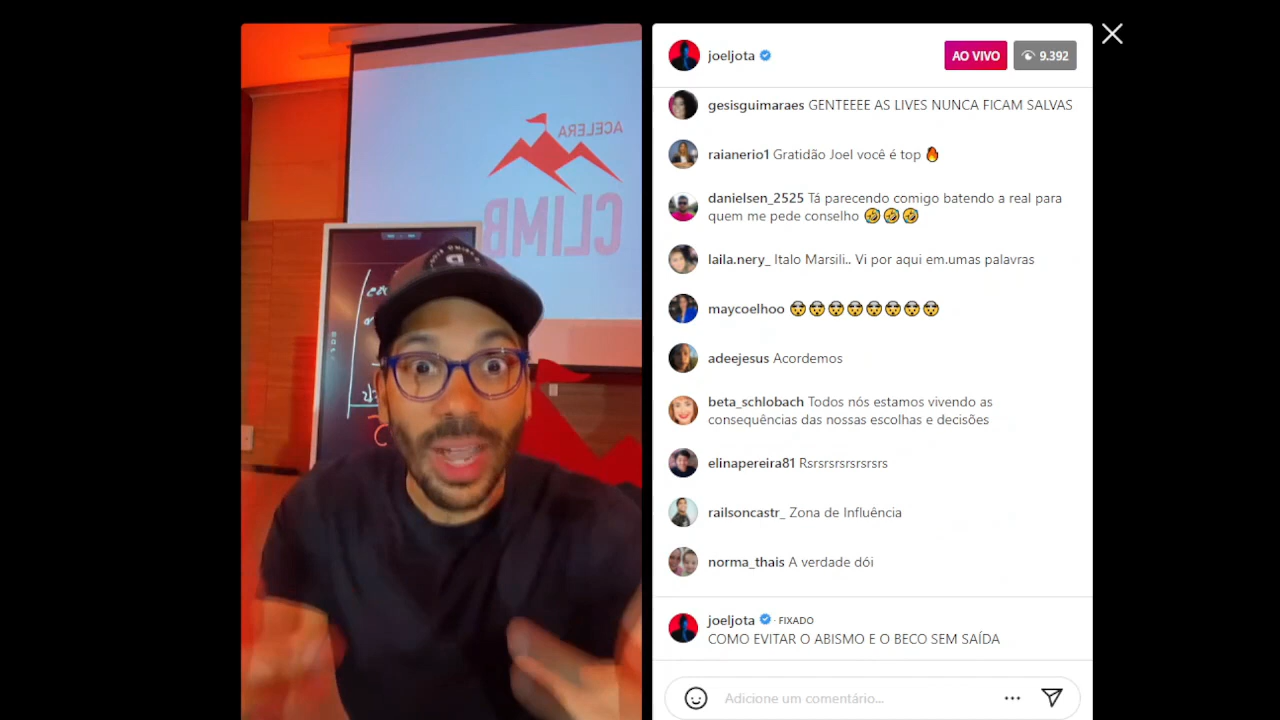 joeljota
AO VIVO
9.392
gesisguimaraes GENTEEEE AS LIVES NUNCA FICAM SALVAS
raianerio1 Gratidão Joel você é top 🔥
danielsen_2525 Tá parecendo comigo batendo a real para
quem me pede conselho 🤣🤣🤣
laila.nery_ Italo Marsili.. Vi por aqui em.umas palavras
maycoelhoo 🤯🤯🤯🤯🤯🤯🤯🤯
adeejesus Acordemos
beta_schlobach Todos nós estamos vivendo as
consequências das nossas escolhas e decisões
elinapereira81 Rsrsrsrsrsrsrs
railsoncastr_ Zona de Influência
norma_thais A verdade dói
joeljota · FIXADO
COMO EVITAR O ABISMO E O BECO SEM SAÍDA
Adicione um comentário...
ACELERA
CLIMB